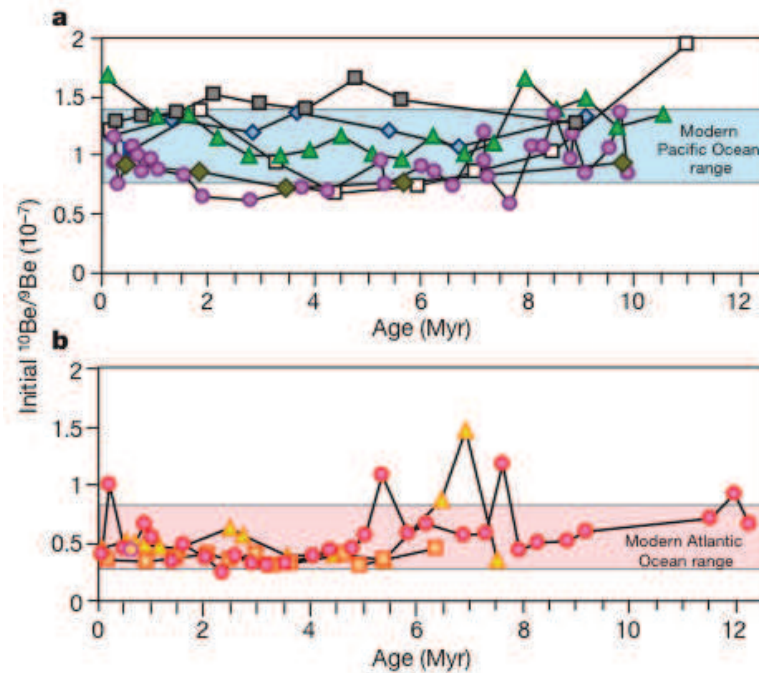 a
2
1.5
1
0.5
0
Modern
Pacific Ocean
range
0 2 4 6 8 10 12
Age (Myr)
Initial ¹⁰Be/⁹Be (10⁻⁷)
b
2
1.5
1
0.5
0
Modern Atlantic
Ocean range
0 2 4 6 8 10 12
Age (Myr)